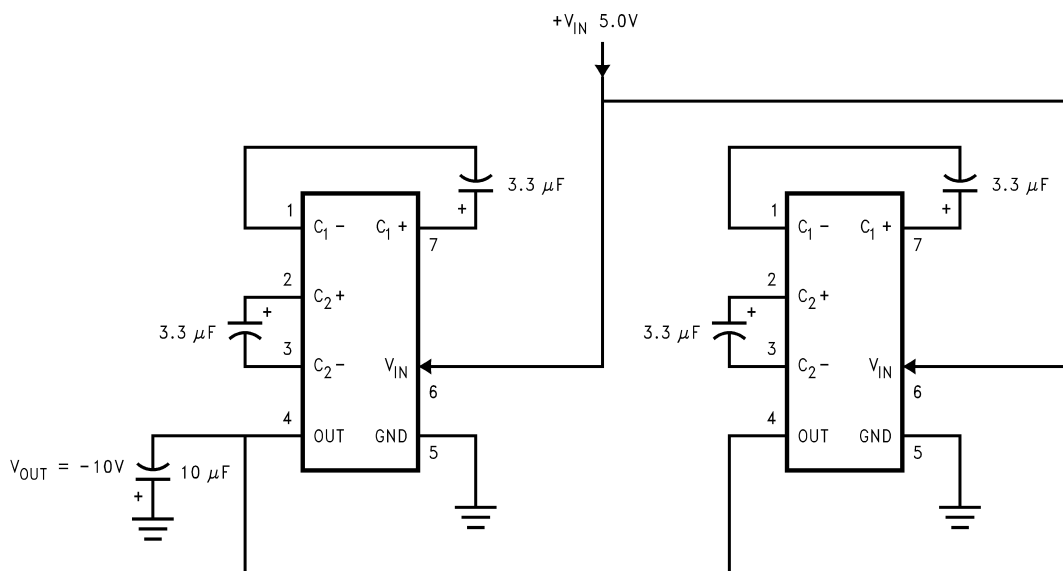 +V_IN 5.0V
3.3 μF
1
C1 −
C1 +
7
2
C2 +
3.3 μF
3
C2 −
V_IN
6
4
OUT
GND
5
V_OUT = −10V
10 μF
+
+
+
3.3 μF
1
C1 −
C1 +
7
2
C2 +
3.3 μF
3
C2 −
V_IN
6
4
OUT
GND
5
+
+